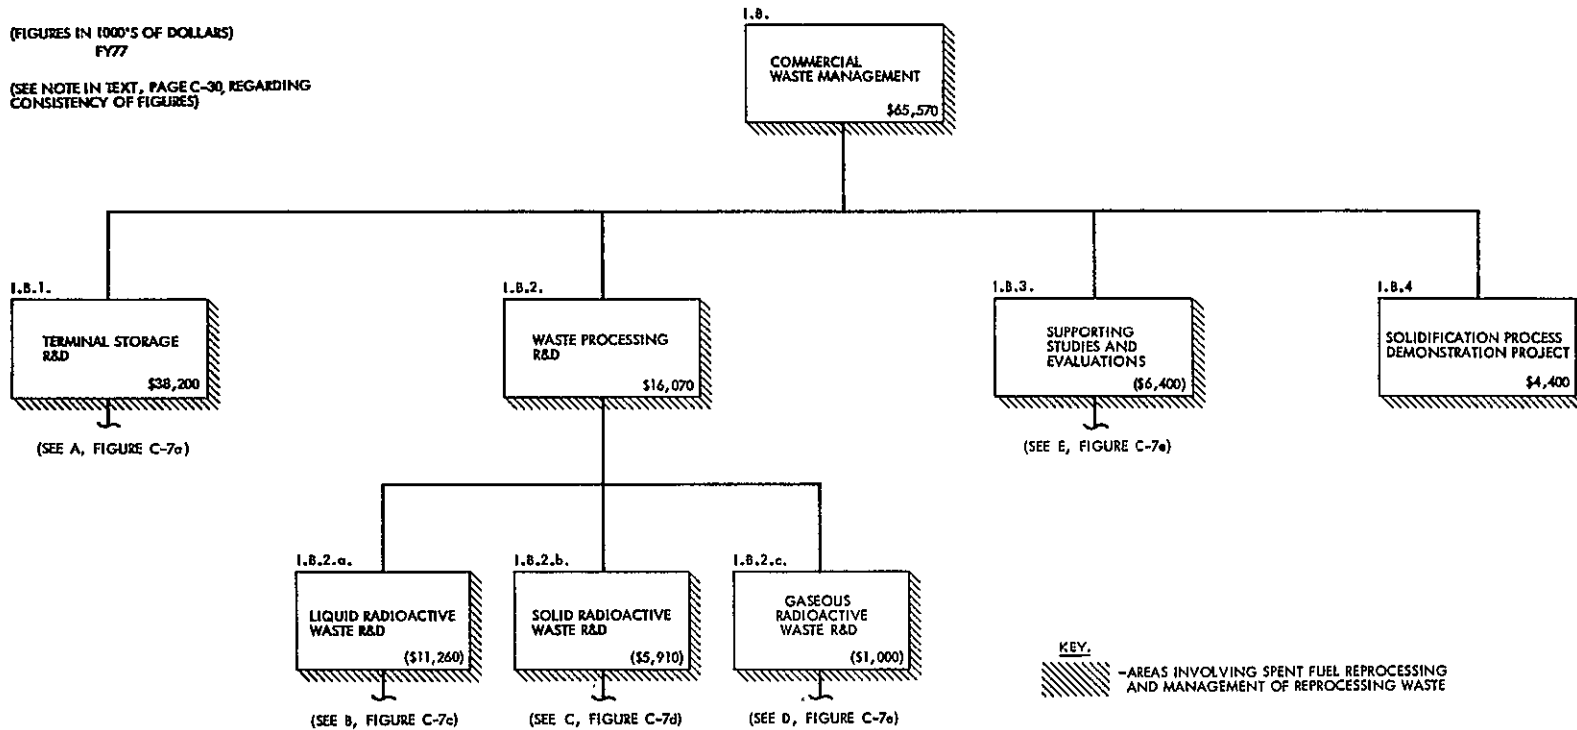 (FIGURES IN 1000'S OF DOLLARS)
FY77
(SEE NOTE IN TEXT, PAGE C-30, REGARDING
CONSISTENCY OF FIGURES)
I.B.
COMMERCIAL
WASTE MANAGEMENT
$65,570
I.B.1.
TERMINAL STORAGE
R&D
$38,200
(SEE A, FIGURE C-7a)
I.B.2.
WASTE PROCESSING
R&D
$16,070
I.B.3.
SUPPORTING
STUDIES AND
EVALUATIONS
($6,400)
(SEE E, FIGURE C-7e)
I.B.4
SOLIDIFICATION PROCESS
DEMONSTRATION PROJECT
$4,400
I.B.2.a.
LIQUID RADIOACTIVE
WASTE R&D
($11,260)
(SEE B, FIGURE C-7c)
I.B.2.b.
SOLID RADIOACTIVE
WASTE R&D
($5,910)
(SEE C, FIGURE C-7d)
I.B.2.c.
GASEOUS
RADIOACTIVE
WASTE R&D
($1,000)
(SEE D, FIGURE C-7e)
KEY.
-AREAS INVOLVING SPENT FUEL REPROCESSING
AND MANAGEMENT OF REPROCESSING WASTE